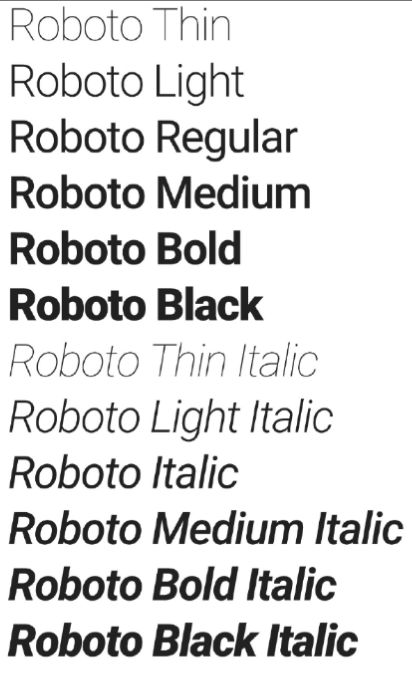 Roboto Thin
Roboto Light
Roboto Regular
Roboto Medium
Roboto Bold
Roboto Black
Roboto Thin Italic
Roboto Light Italic
Roboto Italic
Roboto Medium Italic
Roboto Bold Italic
Roboto Black Italic